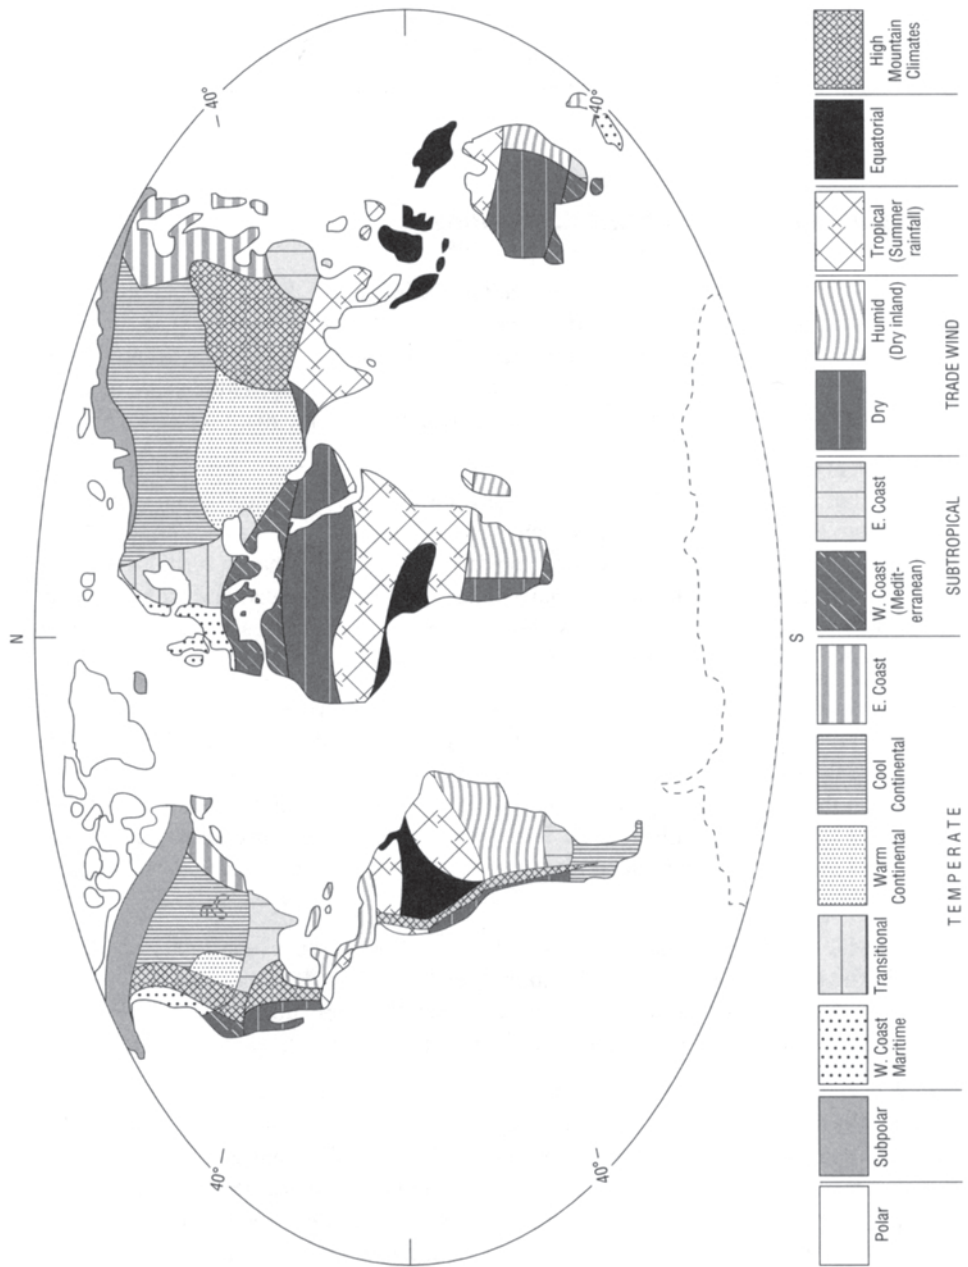 N
40°
40°
40°
40°
S
Polar
Subpolar
W. Coast
Maritime
Transitional
Warm
Continental
Cool
Continental
E. Coast
TEMPERATE
W. Coast
(Medit-
erranean)
E. Coast
SUBTROPICAL
Dry
Humid
(Dry inland)
TRADE WIND
Tropical
(Summer
rainfall)
Equatorial
High
Mountain
Climates